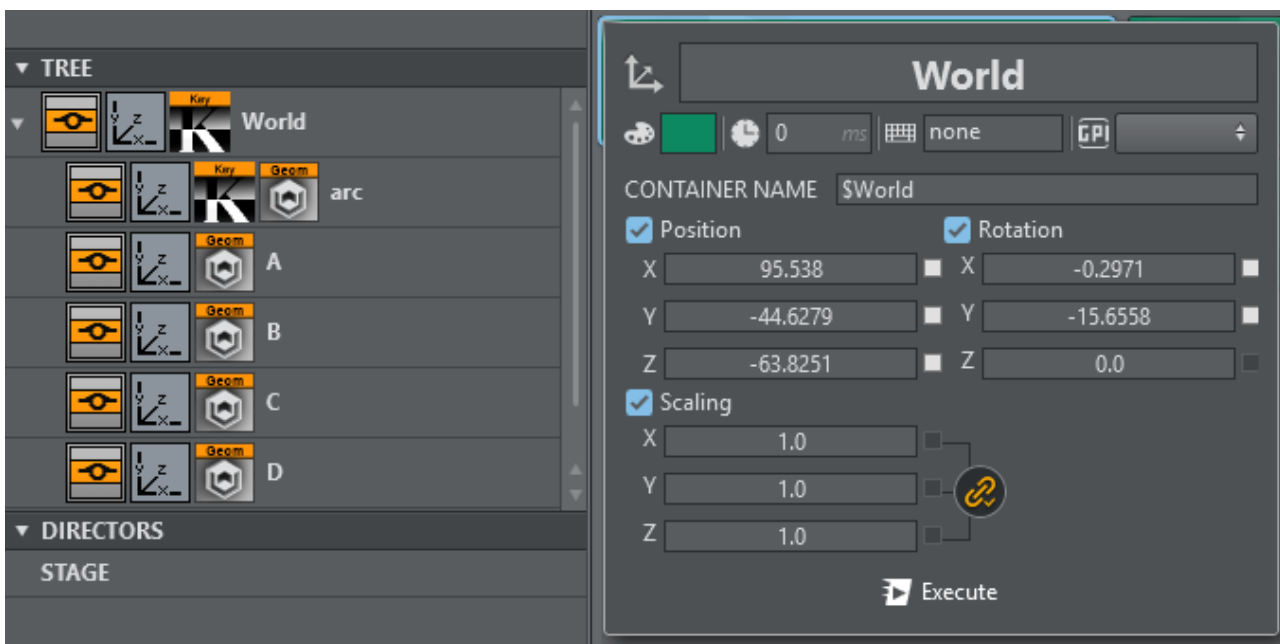 TREE
Key
World
Key Geom
arc
Geom
A
Geom
B
Geom
C
Geom
D
DIRECTORS
STAGE
World
0 ms none GPI
CONTAINER NAME $World
Position Rotation
X 95.538 X -0.2971
Y -44.6279 Y -15.6558
Z -63.8251 Z 0.0
Scaling
X 1.0
Y 1.0
Z 1.0
Execute